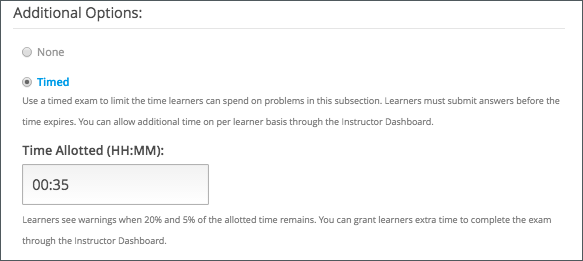 Additional Options:
None
Timed
Use a timed exam to limit the time learners can spend on problems in this subsection. Learners must submit answers before the
time expires. You can allow additional time on per learner basis through the Instructor Dashboard.
Time Allotted (HH:MM):
00:35
Learners see warnings when 20% and 5% of the allotted time remains. You can grant learners extra time to complete the exam
through the Instructor Dashboard.